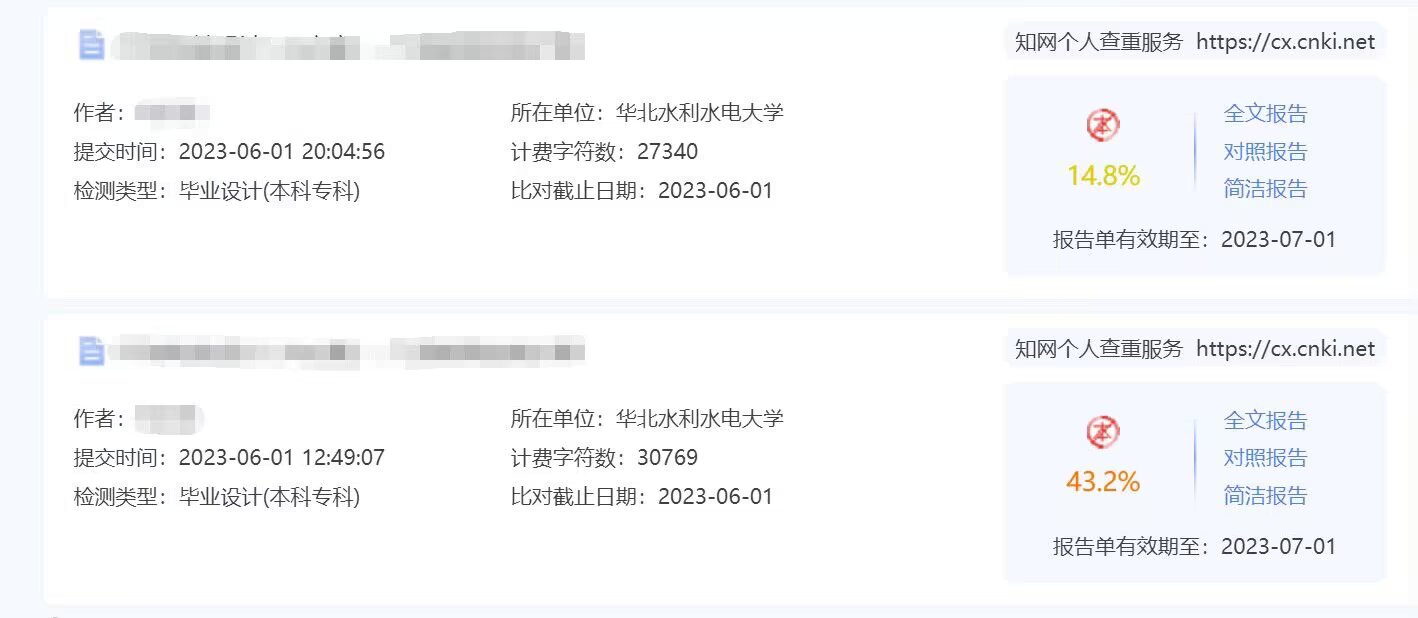 知网个人查重服务 https://cx.cnki.net
作者：
所在单位：华北水利水电大学
提交时间：2023-06-01 20:04:56
计费字符数：27340
检测类型：毕业设计(本科专科)
比对截止日期：2023-06-01
本
14.8%
全文报告
对照报告
简洁报告
报告单有效期至：2023-07-01
知网个人查重服务 https://cx.cnki.net
作者：
所在单位：华北水利水电大学
提交时间：2023-06-01 12:49:07
计费字符数：30769
检测类型：毕业设计(本科专科)
比对截止日期：2023-06-01
本
43.2%
全文报告
对照报告
简洁报告
报告单有效期至：2023-07-01